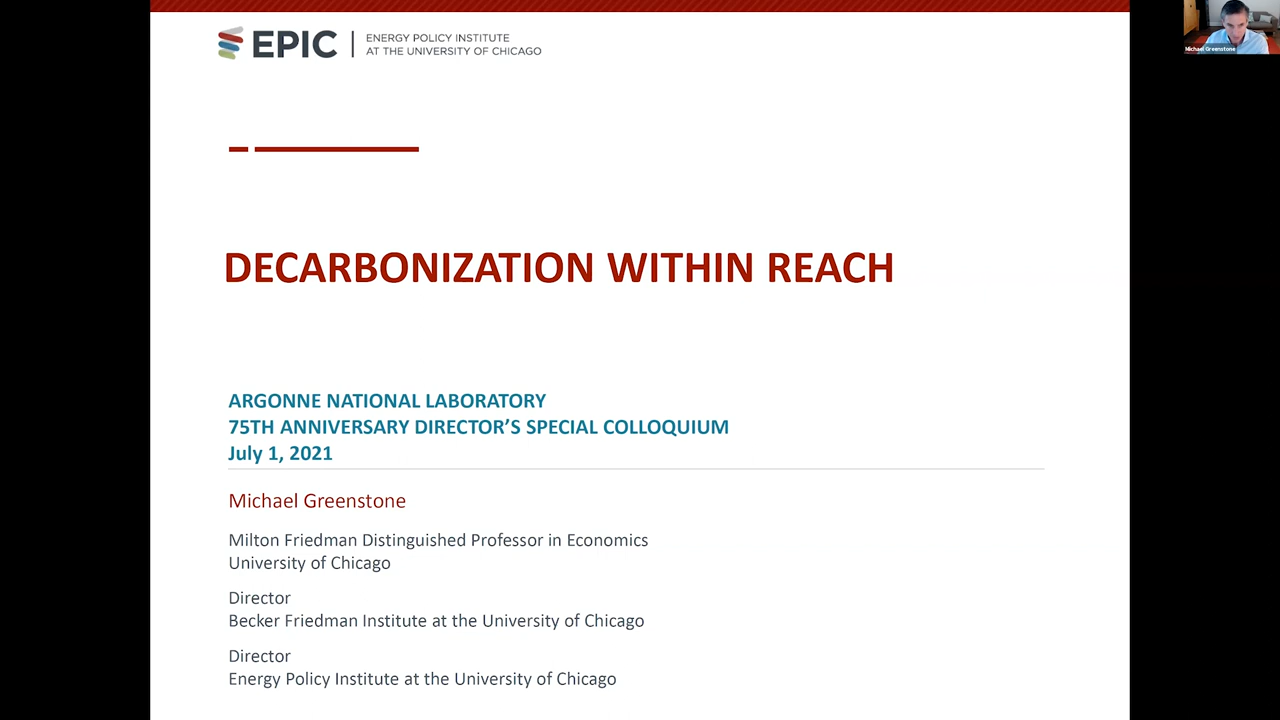 EPIC
ENERGY POLICY INSTITUTE
AT THE UNIVERSITY OF CHICAGO
Michael Greenstone
DECARBONIZATION WITHIN REACH
ARGONNE NATIONAL LABORATORY
75TH ANNIVERSARY DIRECTOR’S SPECIAL COLLOQUIUM
July 1, 2021
Michael Greenstone
Milton Friedman Distinguished Professor in Economics
University of Chicago
Director
Becker Friedman Institute at the University of Chicago
Director
Energy Policy Institute at the University of Chicago